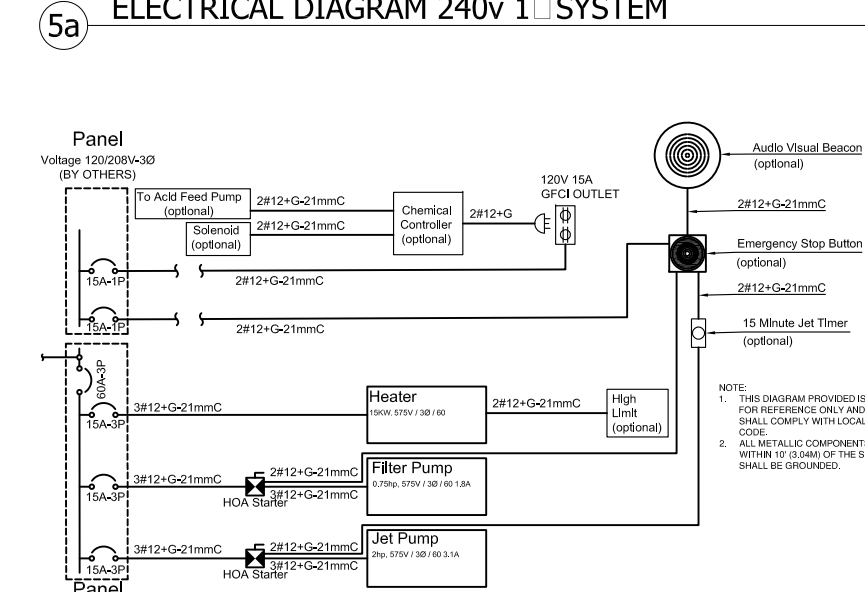 ELECTRICAL DIAGRAM 240v 1□ SYSTEM
5a
Panel
Voltage 120/208V-3Ø
(BY OTHERS)
To Acid Feed Pump
(optional)
2#12+G-21mmC
Solenoid
(optional)
2#12+G-21mmC
Chemical
Controller
(optional)
2#12+G
120V 15A
GFCI OUTLET
Audio Visual Beacon
(optional)
2#12+G-21mmC
Emergency Stop Button
(optional)
2#12+G-21mmC
15 Minute Jet Timer
(optional)
15A-1P
2#12+G-21mmC
15A-1P
2#12+G-21mmC
60A-3P
15A-3P
3#12+G-21mmC
Heater
15KW, 575V / 3Ø / 60
2#12+G-21mmC
High
Limit
(optional)
NOTE:
1. THIS DIAGRAM PROVIDED IS
FOR REFERENCE ONLY AND
SHALL COMPLY WITH LOCAL
CODE.
2. ALL METALLIC COMPONENT
WITHIN 10' (3.04M) OF THE S
SHALL BE GROUNDED.
15A-3P
3#12+G-21mmC
HOA Starter
2#12+G-21mmC
3#12+G-21mmC
Filter Pump
0.75hp, 575V / 3Ø / 60 1.8A
15A-3P
3#12+G-21mmC
HOA Starter
2#12+G-21mmC
3#12+G-21mmC
Jet Pump
2hp, 575V / 3Ø / 60 3.1A
Panel